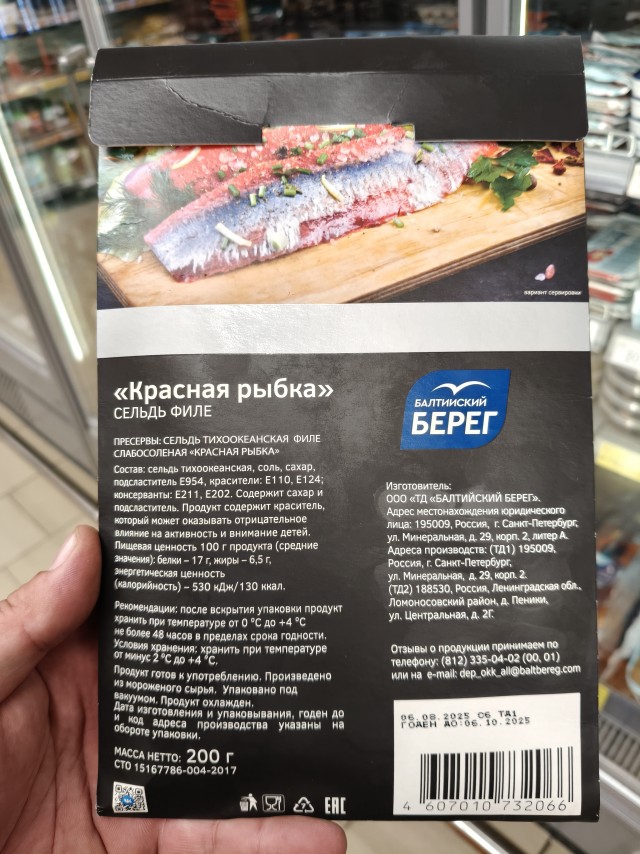 вариант сервировки
«Красная рыбка»
СЕЛЬДЬ ФИЛЕ
БАЛТИЙСКИЙ
БЕРЕГ
ПРЕСЕРВЫ: СЕЛЬДЬ ТИХООКЕАНСКАЯ ФИЛЕ
СЛАБОСОЛЕНАЯ «КРАСНАЯ РЫБКА»
Состав: сельдь тихоокеанская, соль, сахар,
подсластитель Е954, красители: Е110, Е124;
консерванты: Е211, Е202. Содержит сахар и
подсластитель. Продукт содержит краситель,
который может оказывать отрицательное
влияние на активность и внимание детей.
Пищевая ценность 100 г продукта (средние
значения): белки – 17 г, жиры – 6,5 г,
энергетическая ценность
(калорийность) – 530 кДж/130 ккал.
Рекомендации: после вскрытия упаковки продукт
хранить при температуре от 0 °С до +4 °С
не более 48 часов в пределах срока годности.
Условия хранения: хранить при температуре
от минус 2 °С до +4 °С.
Продукт готов к употреблению. Произведено
из мороженого сырья. Упаковано под
вакуумом. Продукт охлажден.
Дата изготовления и упаковывания, годен до
и код адреса производства указаны на
обороте упаковки.
МАССА НЕТТО: 200 г
СТО 15167786-004-2017
Изготовитель:
ООО «ТД «БАЛТИЙСКИЙ БЕРЕГ».
Адрес местонахождения юридического
лица: 195009, Россия, г. Санкт-Петербург,
ул. Минеральная, д. 29, корп. 2, литер А.
Адреса производств: (ТД1) 195009,
Россия, г. Санкт-Петербург,
ул. Минеральная, д. 29, корп. 2.
(ТД2) 188530, Россия, Ленинградская обл.,
Ломоносовский район, д. Пеники,
ул. Центральная, д. 2Г.
Отзывы о продукции принимаем по
телефону: (812) 335-04-02 (00, 01)
или на e-mail: dep_okk_all@baltbereg.com
06.08.2025 С6 ТД1
ГОДЕН ДО:06.10.2025
4 607010 732066
ЕАС